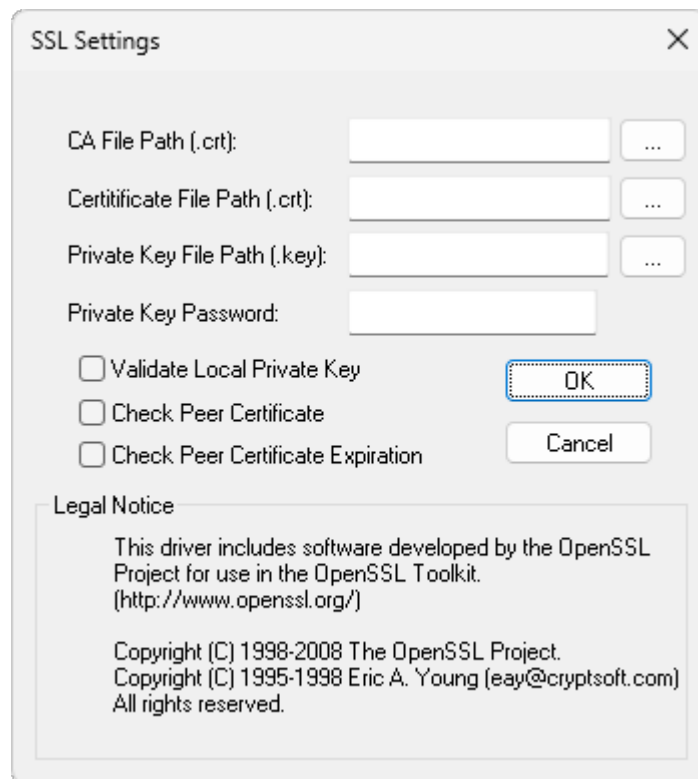 SSL Settings
CA File Path (.crt):
...
Certitificate File Path (.crt):
...
Private Key File Path (.key):
...
Private Key Password:
Validate Local Private Key
OK
Check Peer Certificate
Cancel
Check Peer Certificate Expiration
Legal Notice
This driver includes software developed by the OpenSSL
Project for use in the OpenSSL Toolkit.
(http://www.openssl.org/)
Copyright (C) 1998-2008 The OpenSSL Project.
Copyright (C) 1995-1998 Eric A. Young (eay@cryptsoft.com)
All rights reserved.